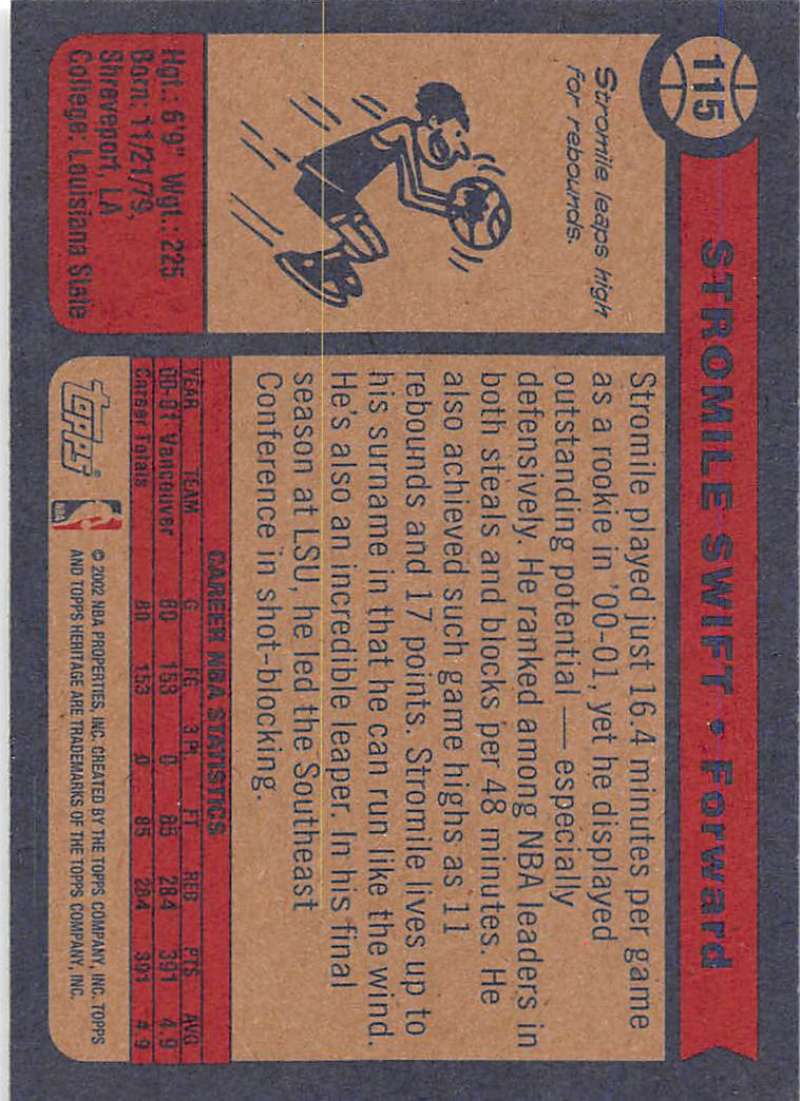 115
STROMILE SWIFT • Forward
Stromile leaps high
for rebounds.
Hgt.: 6'9" Wgt.: 225
Born: 11/21/79,
Shreveport, LA
College: Louisiana State
Stromile played just 16.4 minutes per game
as a rookie in '00-01, yet he displayed
outstanding potential — especially
defensively. He ranked among NBA leaders in
both steals and blocks per 48 minutes. He
also achieved such game highs as 11
rebounds and 17 points. Stromile lives up to
his surname in that he can run like the wind.
He's also an incredible leaper. In his final
season at LSU, he led the Southeast
Conference in shot-blocking.
CAREER NBA STATISTICS
YEAR TEAM G FG 3 Pt. FT REB PTS AVG
00-01 Vancouver 80 153 0 85 284 391 4.9
Career Totals 80 153 0 85 284 391 4.9
topps® NBA
© 2002 NBA PROPERTIES, INC. CREATED BY THE TOPPS COMPANY, INC. TOPPS
AND TOPPS HERITAGE ARE TRADEMARKS OF THE TOPPS COMPANY, INC.